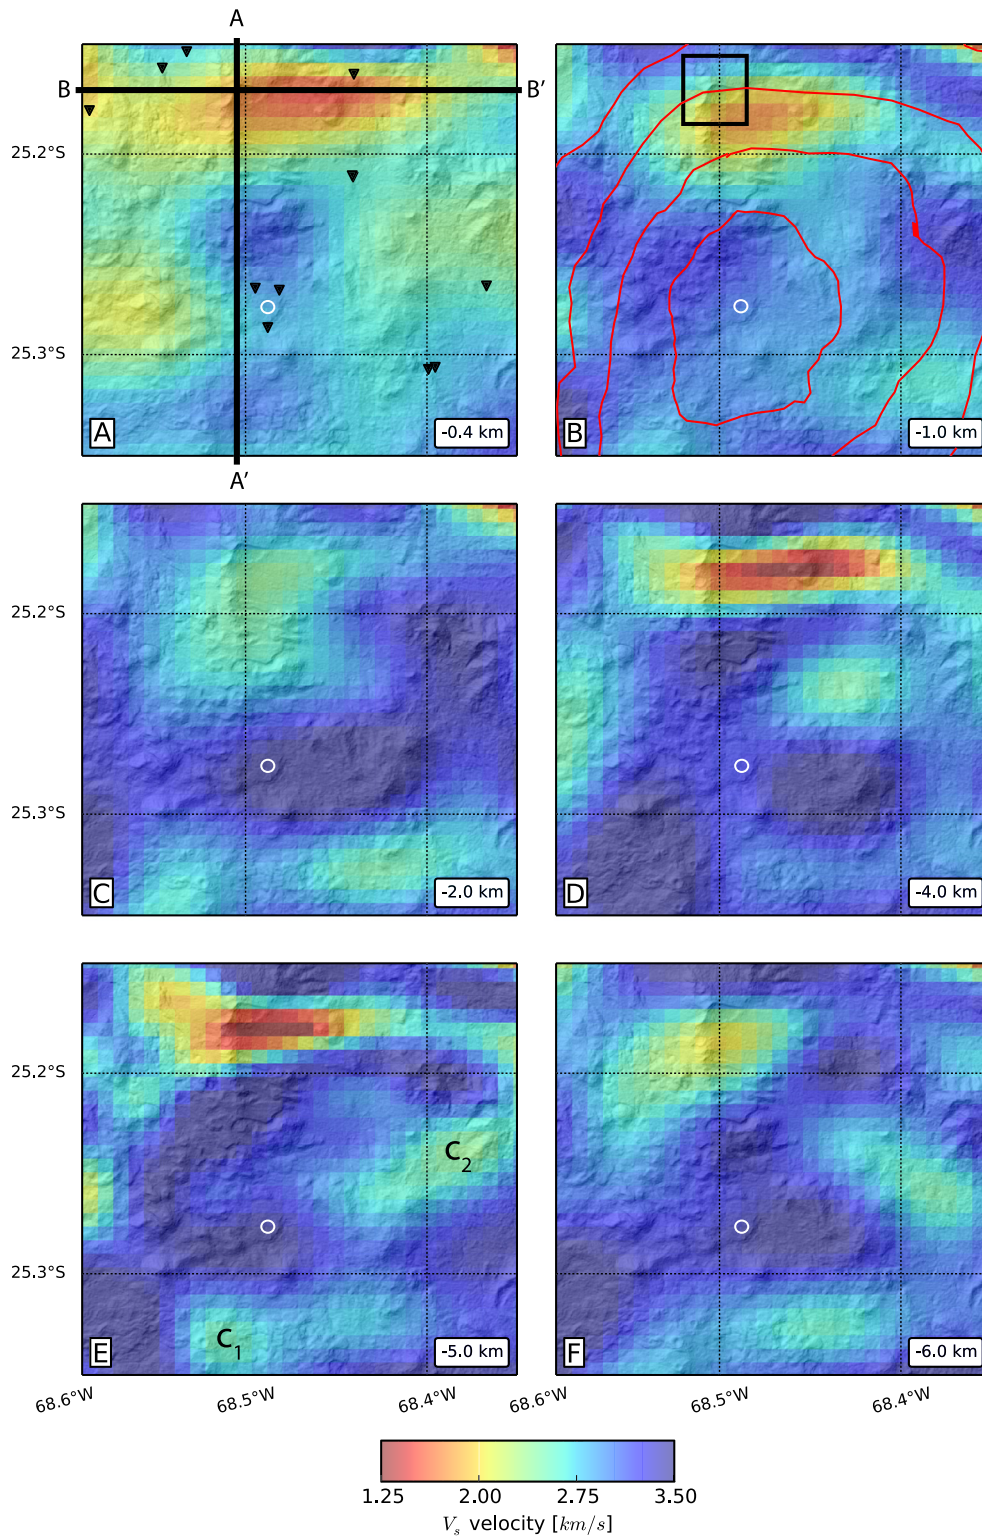 A
B
B'
25.2°S
25.3°S
A
-0.4 km
A'
B
-1.0 km
25.2°S
25.3°S
C
-2.0 km
D
-4.0 km
25.2°S
25.3°S
C2
C1
E
-5.0 km
F
-6.0 km
68.6°W
68.5°W
68.4°W
68.6°W
68.5°W
68.4°W
1.25 2.00 2.75 3.50
Vs velocity [km/s]